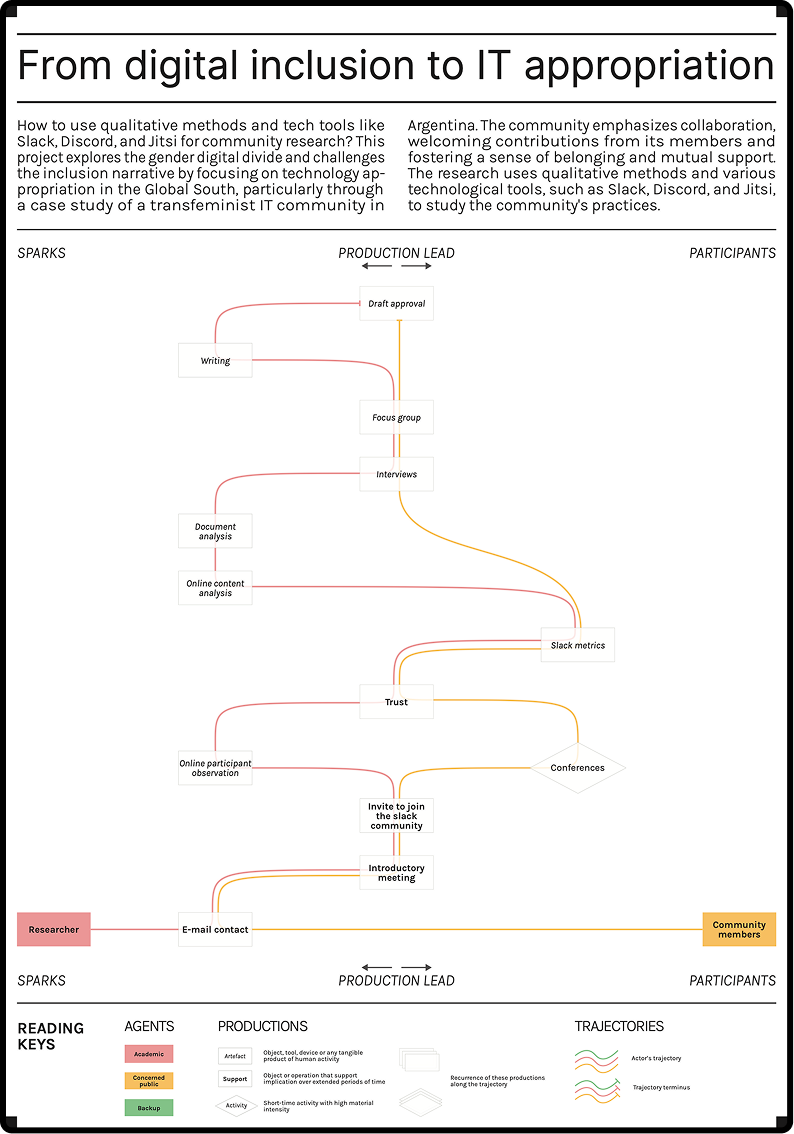 From digital inclusion to IT appropriation
How to use qualitative methods and tech tools like
Slack, Discord, and Jitsi for community research? This
project explores the gender digital divide and challenges
the inclusion narrative by focusing on technology ap-
propriation in the Global South, particularly through
a case study of a transfeminist IT community in
Argentina. The community emphasizes collaboration,
welcoming contributions from its members and
fostering a sense of belonging and mutual support.
The research uses qualitative methods and various
technological tools, such as Slack, Discord, and Jitsi,
to study the community's practices.
SPARKS
PRODUCTION LEAD
PARTICIPANTS
Draft approval
Writing
Focus group
Interviews
Document
analysis
Online content
analysis
Slack metrics
Trust
Online participant
observation
Conferences
Invite to join
the slack
community
Introductory
meeting
Researcher
E-mail contact
Community
members
SPARKS
PRODUCTION LEAD
PARTICIPANTS
READING
KEYS
AGENTS
Academic
Concerned
public
Backup
PRODUCTIONS
Artefact
Object, tool, device or any tangible
product of human activity
Support
Object or operation that support
implication over extended periods of time
Activity
Short-time activity with high material
intensity
Recurrence of these productions
along the trajectory
TRAJECTORIES
Actor's trajectory
Trajectory terminus